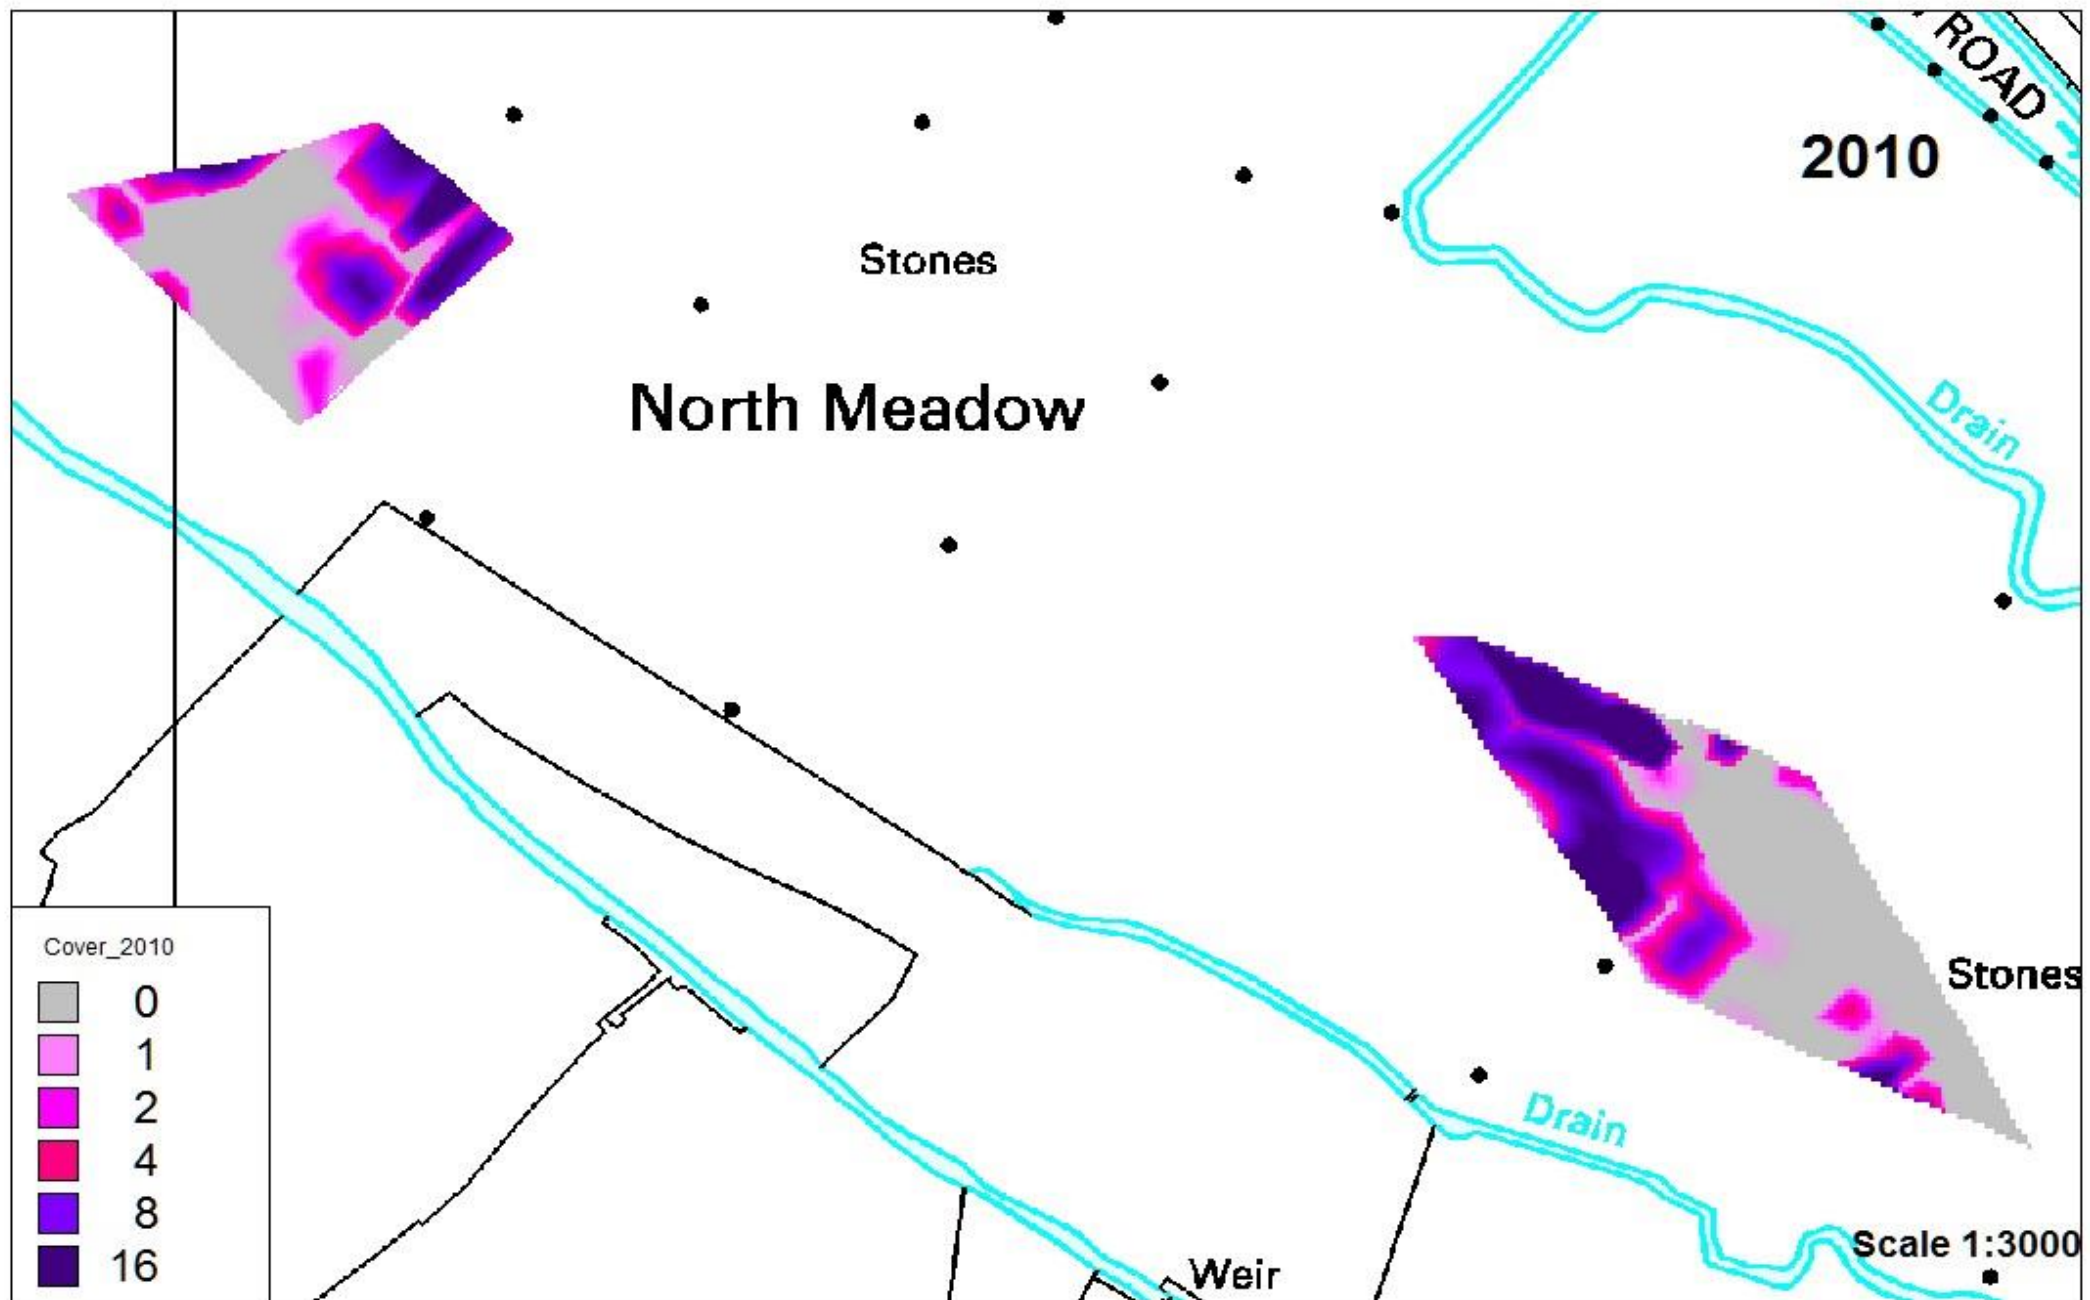 ROAD
2010
Stones
North Meadow
Drain
Stones
Cover_2010
0
1
2
4
8
16
Drain
Scale 1:3000
Weir